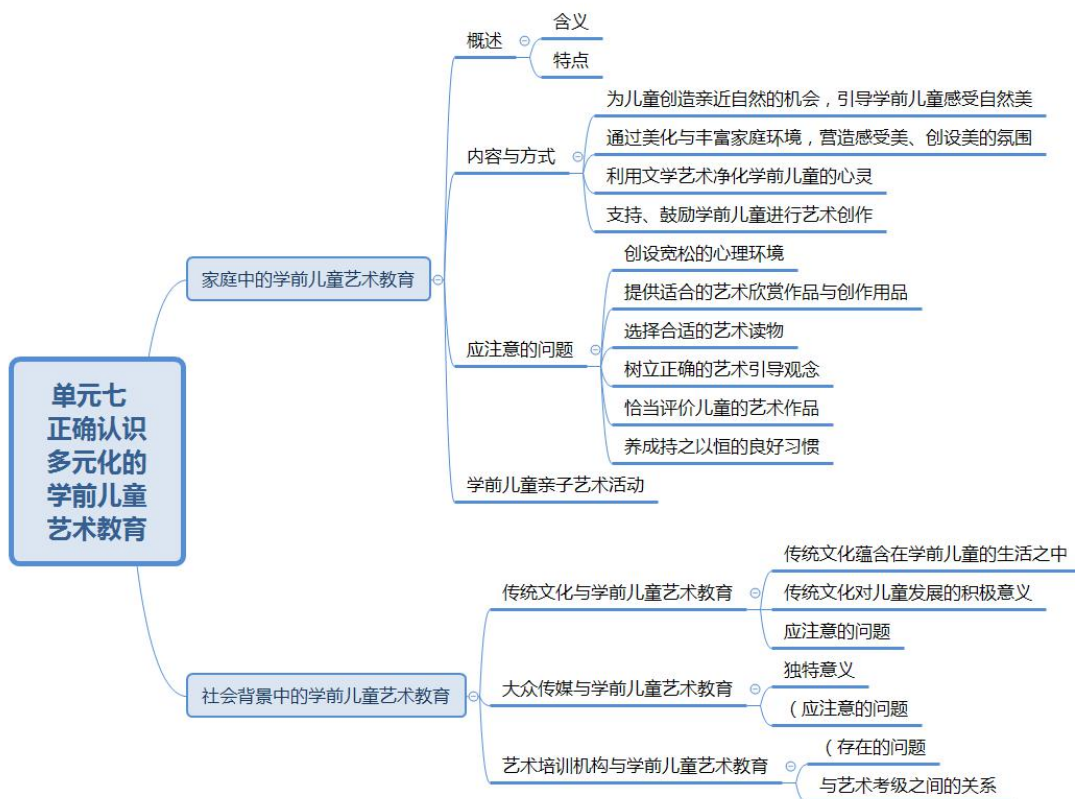 单元七
正确认识
多元化的
学前儿童
艺术教育
家庭中的学前儿童艺术教育
概述
含义
特点
内容与方式
为儿童创造亲近自然的机会，引导学前儿童感受自然美
通过美化与丰富家庭环境，营造感受美、创设美的氛围
利用文学艺术净化学前儿童的心灵
支持、鼓励学前儿童进行艺术创作
应注意的问题
创设宽松的心理环境
提供适合的艺术欣赏作品与创作用品
选择合适的艺术读物
树立正确的艺术引导观念
恰当评价儿童的艺术作品
养成持之以恒的良好习惯
学前儿童亲子艺术活动
社会背景中的学前儿童艺术教育
传统文化与学前儿童艺术教育
传统文化蕴含在学前儿童的生活之中
传统文化对儿童发展的积极意义
应注意的问题
大众传媒与学前儿童艺术教育
独特意义
（应注意的问题
艺术培训机构与学前儿童艺术教育
（存在的问题
与艺术考级之间的关系